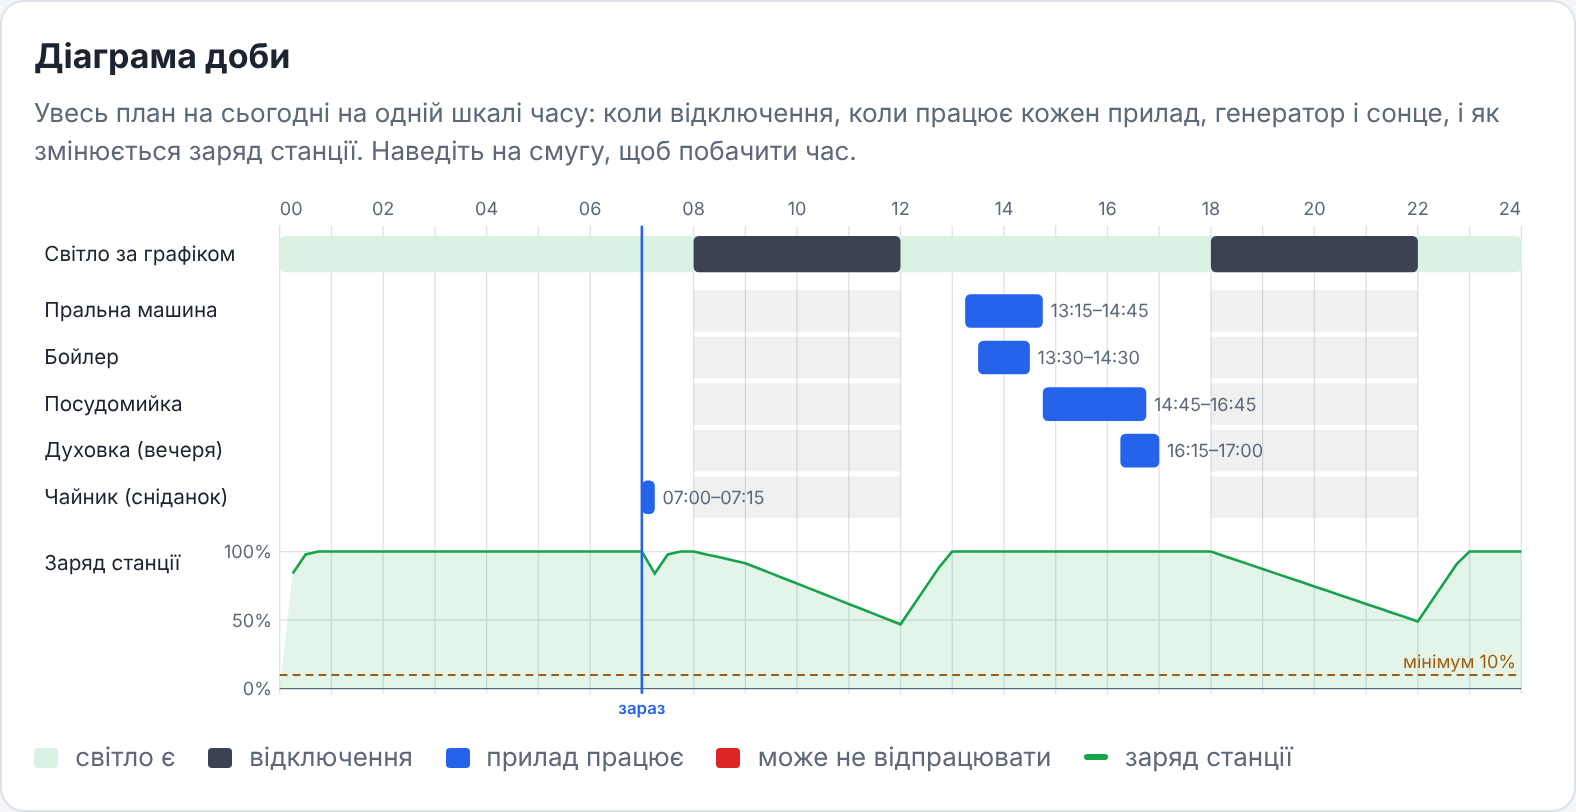 Діаграма доби
Увесь план на сьогодні на одній шкалі часу: коли відключення, коли працює кожен прилад, генератор і сонце, і як
змінюється заряд станції. Наведіть на смугу, щоб побачити час.
00 02 04 06 08 10 12 14 16 18 20 22 24
Світло за графіком
Пральна машина 13:15–14:45
Бойлер 13:30–14:30
Посудомийка 14:45–16:45
Духовка (вечеря) 16:15–17:00
Чайник (сніданок) 07:00–07:15
Заряд станції 100%
50%
мінімум 10%
0%
зараз
світло є відключення прилад працює може не відпрацювати заряд станції